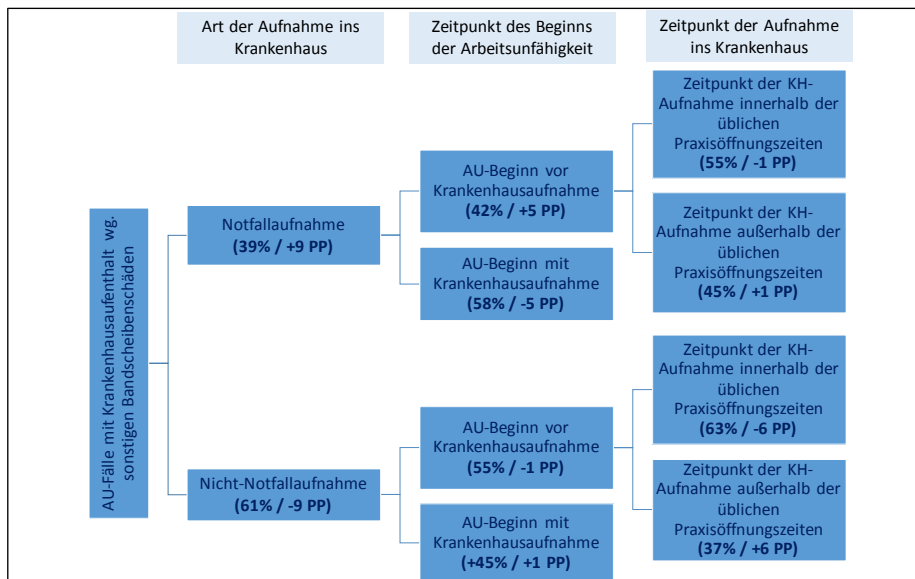 Art der Aufnahme ins
Krankenhaus
Zeitpunkt des Beginns
der Arbeitsunfähigkeit
Zeitpunkt der Aufnahme
ins Krankenhaus
AU-Fälle mit Krankenhausaufenthalt wg.
sonstigen Bandscheibenschäden
Notfallaufnahme
(39% / +9 PP)
AU-Beginn vor
Krankenhausaufnahme
(42% / +5 PP)
Zeitpunkt der KH-
Aufnahme innerhalb der
üblichen
Praxisöffnungszeiten
(55% / -1 PP)
Zeitpunkt der KH-
Aufnahme außerhalb der
üblichen
Praxisöffnungszeiten
(45% / +1 PP)
AU-Beginn mit
Krankenhausaufnahme
(58% / -5 PP)
Nicht-Notfallaufnahme
(61% / -9 PP)
AU-Beginn vor
Krankenhausaufnahme
(55% / -1 PP)
Zeitpunkt der KH-
Aufnahme innerhalb der
üblichen
Praxisöffnungszeiten
(63% / -6 PP)
Zeitpunkt der KH-
Aufnahme außerhalb der
üblichen
Praxisöffnungszeiten
(37% / +6 PP)
AU-Beginn mit
Krankenhausaufnahme
(+45% / +1 PP)